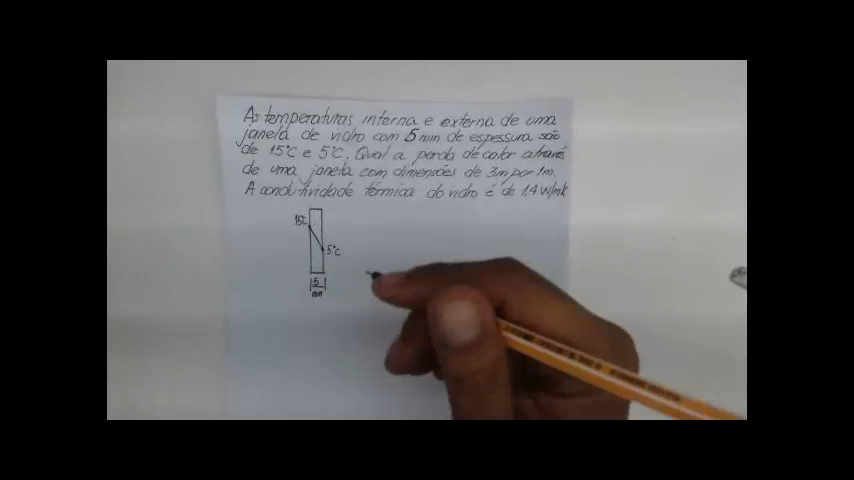 As temperaturas interna e externa de uma
janela de vidro com 5 mm de espessura são
de 15°C e 5°C. Qual a perda de calor através
de uma janela com dimensões de 3m por 1m.
A condutividade térmica do vidro é de 1,4 W/mK
15°C
5°C
5
mm